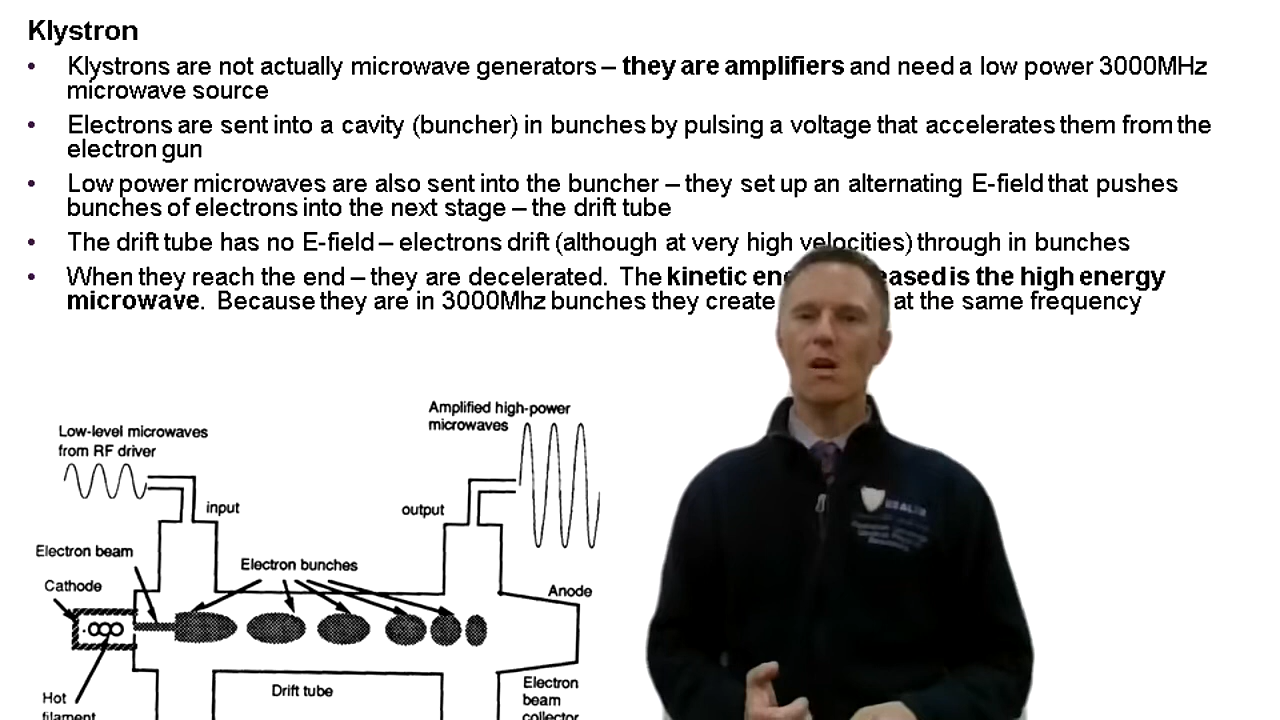 Klystron
• Klystrons are not actually microwave generators – they are amplifiers and need a low power 3000MHz
microwave source
• Electrons are sent into a cavity (buncher) in bunches by pulsing a voltage that accelerates them from the
electron gun
• Low power microwaves are also sent into the buncher – they set up an alternating E-field that pushes
bunches of electrons into the next stage – the drift tube
• The drift tube has no E-field – electrons drift (although at very high velocities) through in bunches
• When they reach the end – they are decelerated. The kinetic is the high energy
microwave. Because they are in 3000Mhz bunches they create at the same frequency
Amplified high-power
microwaves
Low-level microwaves
from RF driver
input
output
Electron beam
Electron bunches
Cathode
Anode
Drift tube
Hot
filament
Electron
beam
collector